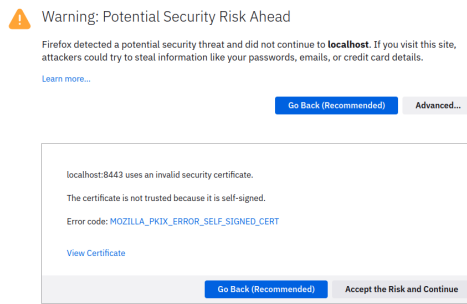 Warning: Potential Security Risk Ahead
Firefox detected a potential security threat and did not continue to localhost. If you visit this site,
attackers could try to steal information like your passwords, emails, or credit card details.
Learn more...
Go Back (Recommended) Advanced...
localhost:8443 uses an invalid security certificate.
The certificate is not trusted because it is self-signed.
Error code: MOZILLA_PKIX_ERROR_SELF_SIGNED_CERT
View Certificate
Go Back (Recommended) Accept the Risk and Continue